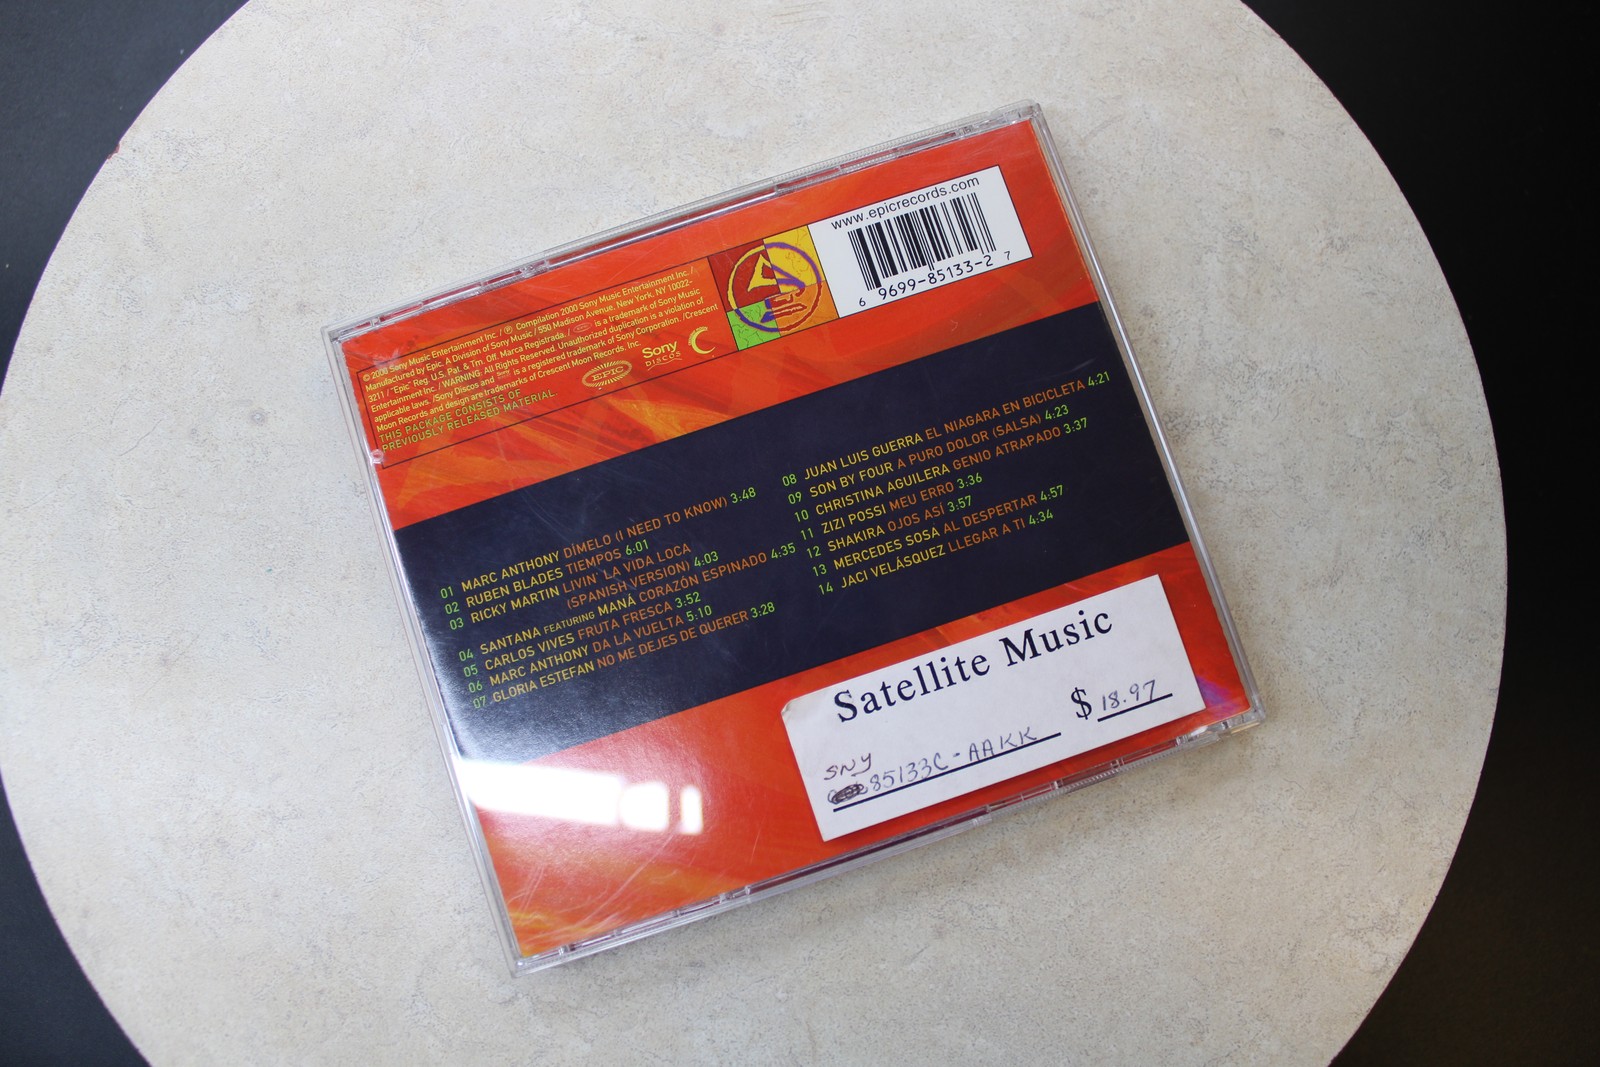 www.epicrecords.com
6 9699-85133-2 7
© 2000 Sony Music Entertainment Inc. / ℗ Compilation 2000 Sony Music Entertainment Inc. /
Manufactured by Epic, A Division of Sony Music / 550 Madison Avenue, New York, NY 10022-
3211 / "Epic" Reg. U.S. Pat. & Tm. Off. Marca Registrada. / is a trademark of Sony Music
Entertainment Inc. / WARNING: All Rights Reserved. Unauthorized duplication is a violation of
applicable laws. /Sony Discos and Sony is a registered trademark of Sony Corporation. /Crescent
Moon Records and design are trademarks of Crescent Moon Records, Inc.
THIS PACKAGE CONSISTS OF
PREVIOUSLY RELEASED MATERIAL.
EPIC
Sony
DISCOS
01 MARC ANTHONY DÍMELO (I NEED TO KNOW) 3:48
02 RUBEN BLADES TIEMPOS 6:01
03 RICKY MARTIN LIVIN' LA VIDA LOCA
(SPANISH VERSION) 4:03
04 SANTANA FEATURING MANÁ CORAZÓN ESPINADO 4:35
05 CARLOS VIVES FRUTA FRESCA 3:52
06 MARC ANTHONY DA LA VUELTA 5:10
07 GLORIA ESTEFAN NO ME DEJES DE QUERER 3:28
08 JUAN LUIS GUERRA EL NIAGARA EN BICICLETA 4:21
09 SON BY FOUR A PURO DOLOR (SALSA) 4:23
10 CHRISTINA AGUILERA GENIO ATRAPADO 3:37
11 ZIZI POSSI MEU ERRO 3:36
12 SHAKIRA OJOS ASÍ 3:57
13 MERCEDES SOSA AL DESPERTAR 4:57
14 JACI VELÁSQUEZ LLEGAR A TI 4:34
Satellite Music
$ 18.97
SNY
85133C-AAKK